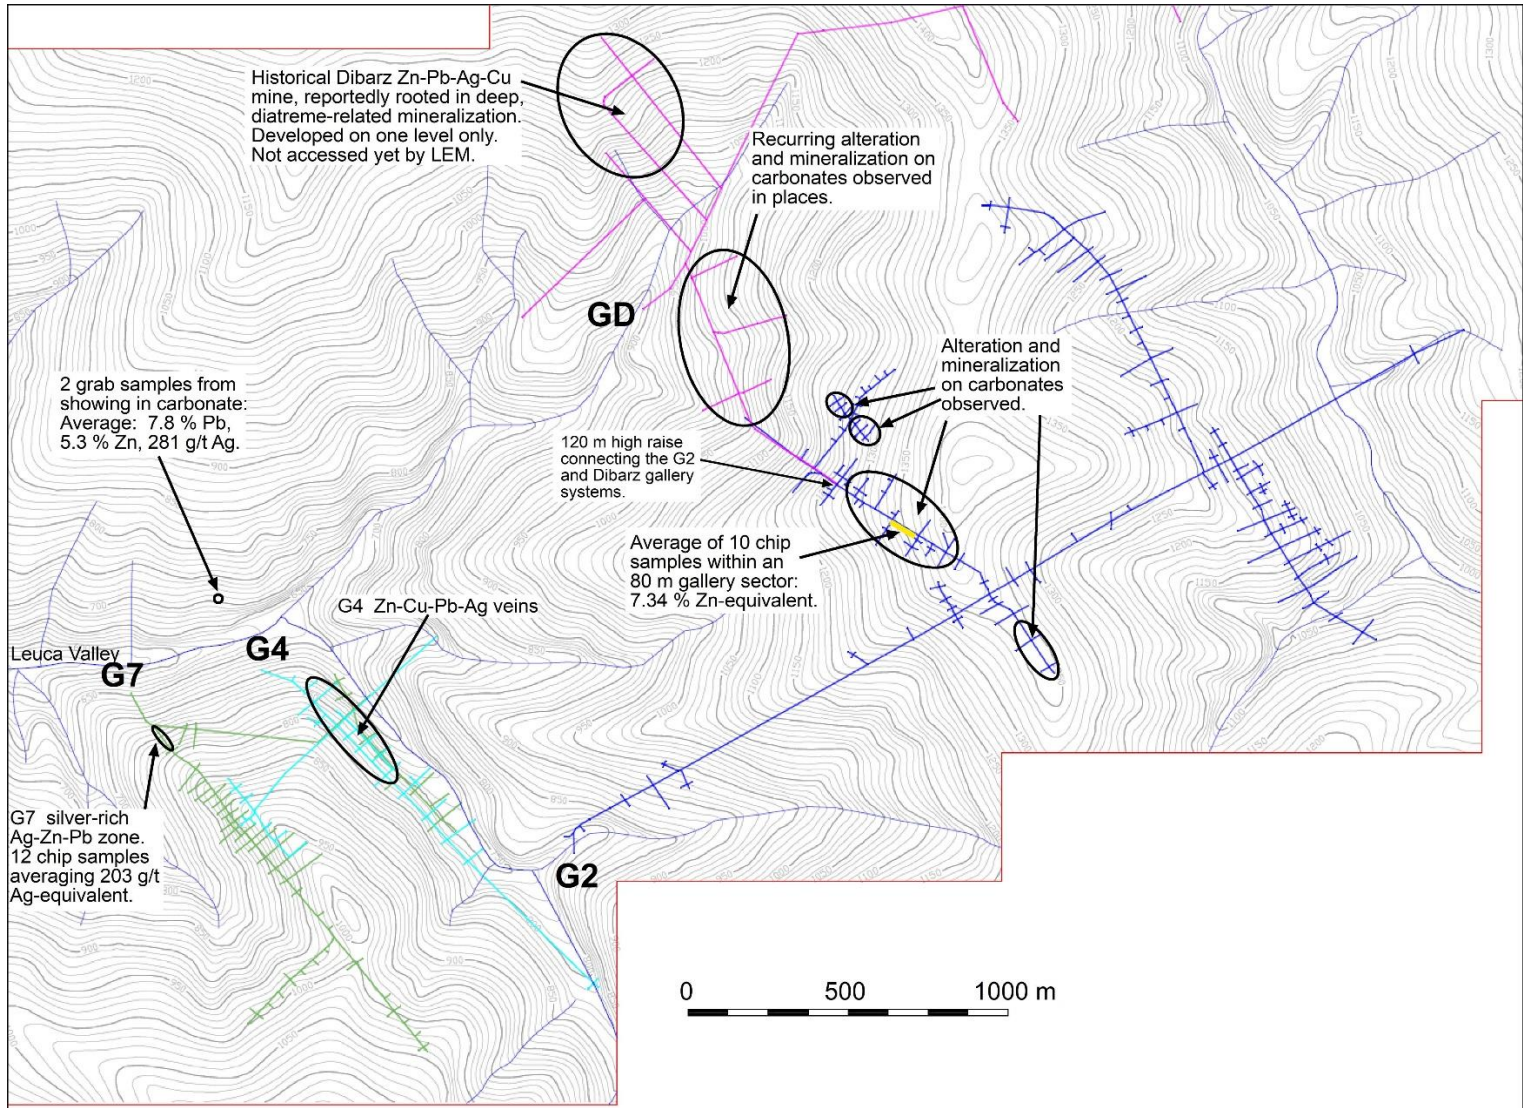 Historical Dibarz Zn-Pb-Ag-Cu
mine, reportedly rooted in deep,
diatreme-related mineralization.
Developed on one level only.
Not accessed yet by LEM.
Recurring alteration
and mineralization on
carbonates observed
in places.
GD
Alteration and
mineralization
on carbonates
observed.
2 grab samples from
showing in carbonate:
Average: 7.8 % Pb,
5.3 % Zn, 281 g/t Ag.
120 m high raise
connecting the G2
and Dibarz gallery
systems.
Average of 10 chip
samples within an
80 m gallery sector:
7.34 % Zn-equivalent.
G4 Zn-Cu-Pb-Ag veins
Leuca Valley
G7
G4
G7 silver-rich
Ag-Zn-Pb zone.
12 chip samples
averaging 203 g/t
Ag-equivalent.
G2
0 500 1000 m